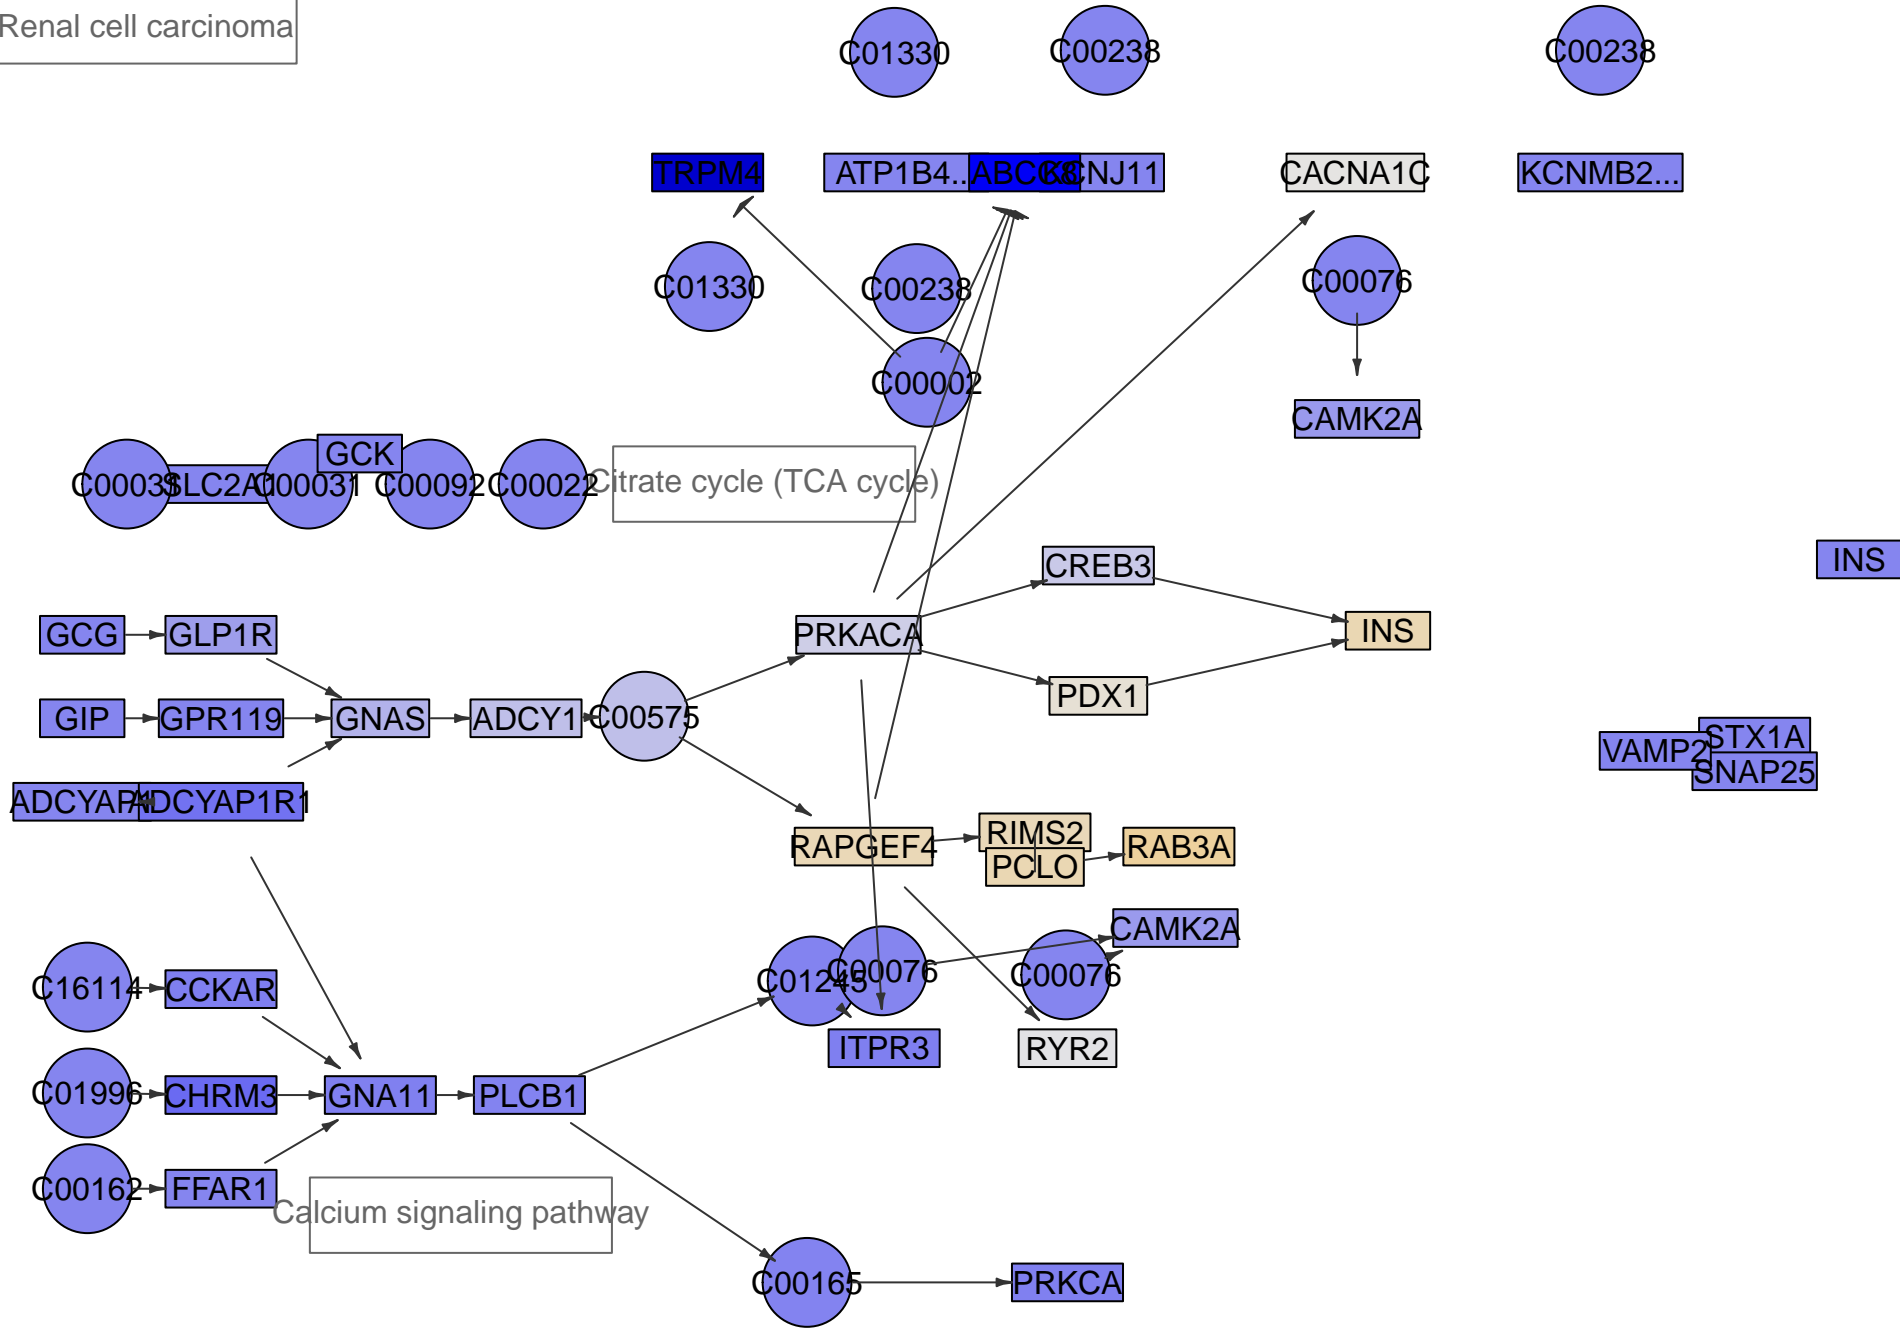 Renal cell carcinoma
C01330
C00238
C00238
TRPM4
ATP1B4...
ABCC8
KCNJ11
CACNA1C
KCNMB2...
C01330
C00238
C00076
C00002
CAMK2A
C00031
SLC2A1
C00031
GCK
C00092
C00022
Citrate cycle (TCA cycle)
CREB3
INS
GCG
GLP1R
PRKACA
INS
GIP
GPR119
GNAS
ADCY1
C00575
PDX1
VAMP2
STX1A
SNAP25
ADCYAP1
ADCYAP1R1
RAPGEF4
RIMS2
PCLO
RAB3A
CAMK2A
C16114
CCKAR
C01245
C00076
C00076
ITPR3
RYR2
C01996
CHRM3
GNA11
PLCB1
C00162
FFAR1
Calcium signaling pathway
C00165
PRKCA